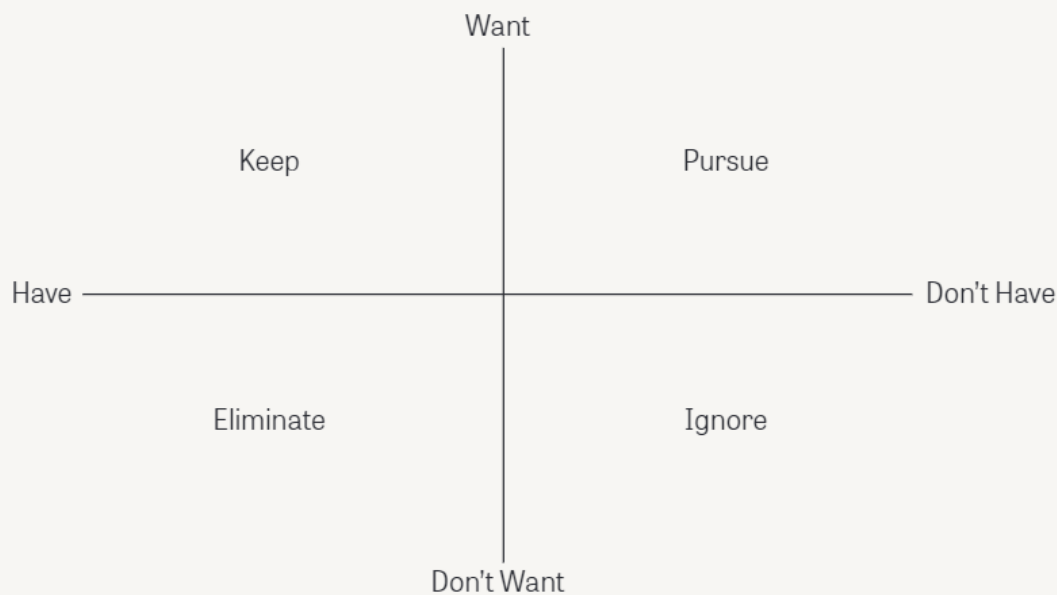 Want
Keep
Pursue
Have
Don't Have
Eliminate
Ignore
Don't Want